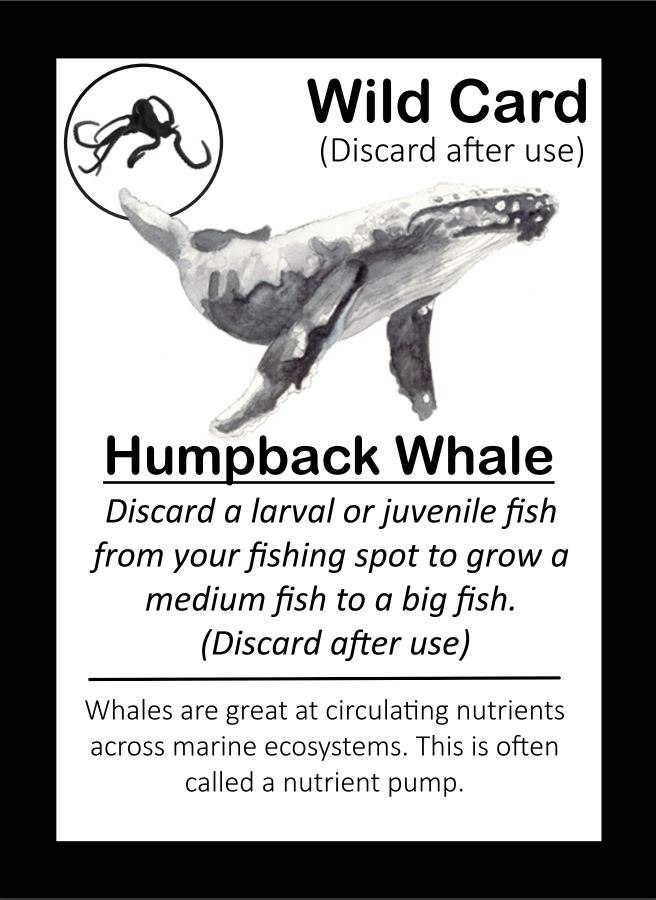 Wild Card
(Discard after use)
Humpback Whale
Discard a larval or juvenile fish
from your fishing spot to grow a
medium fish to a big fish.
(Discard after use)
Whales are great at circulating nutrients
across marine ecosystems. This is often
called a nutrient pump.